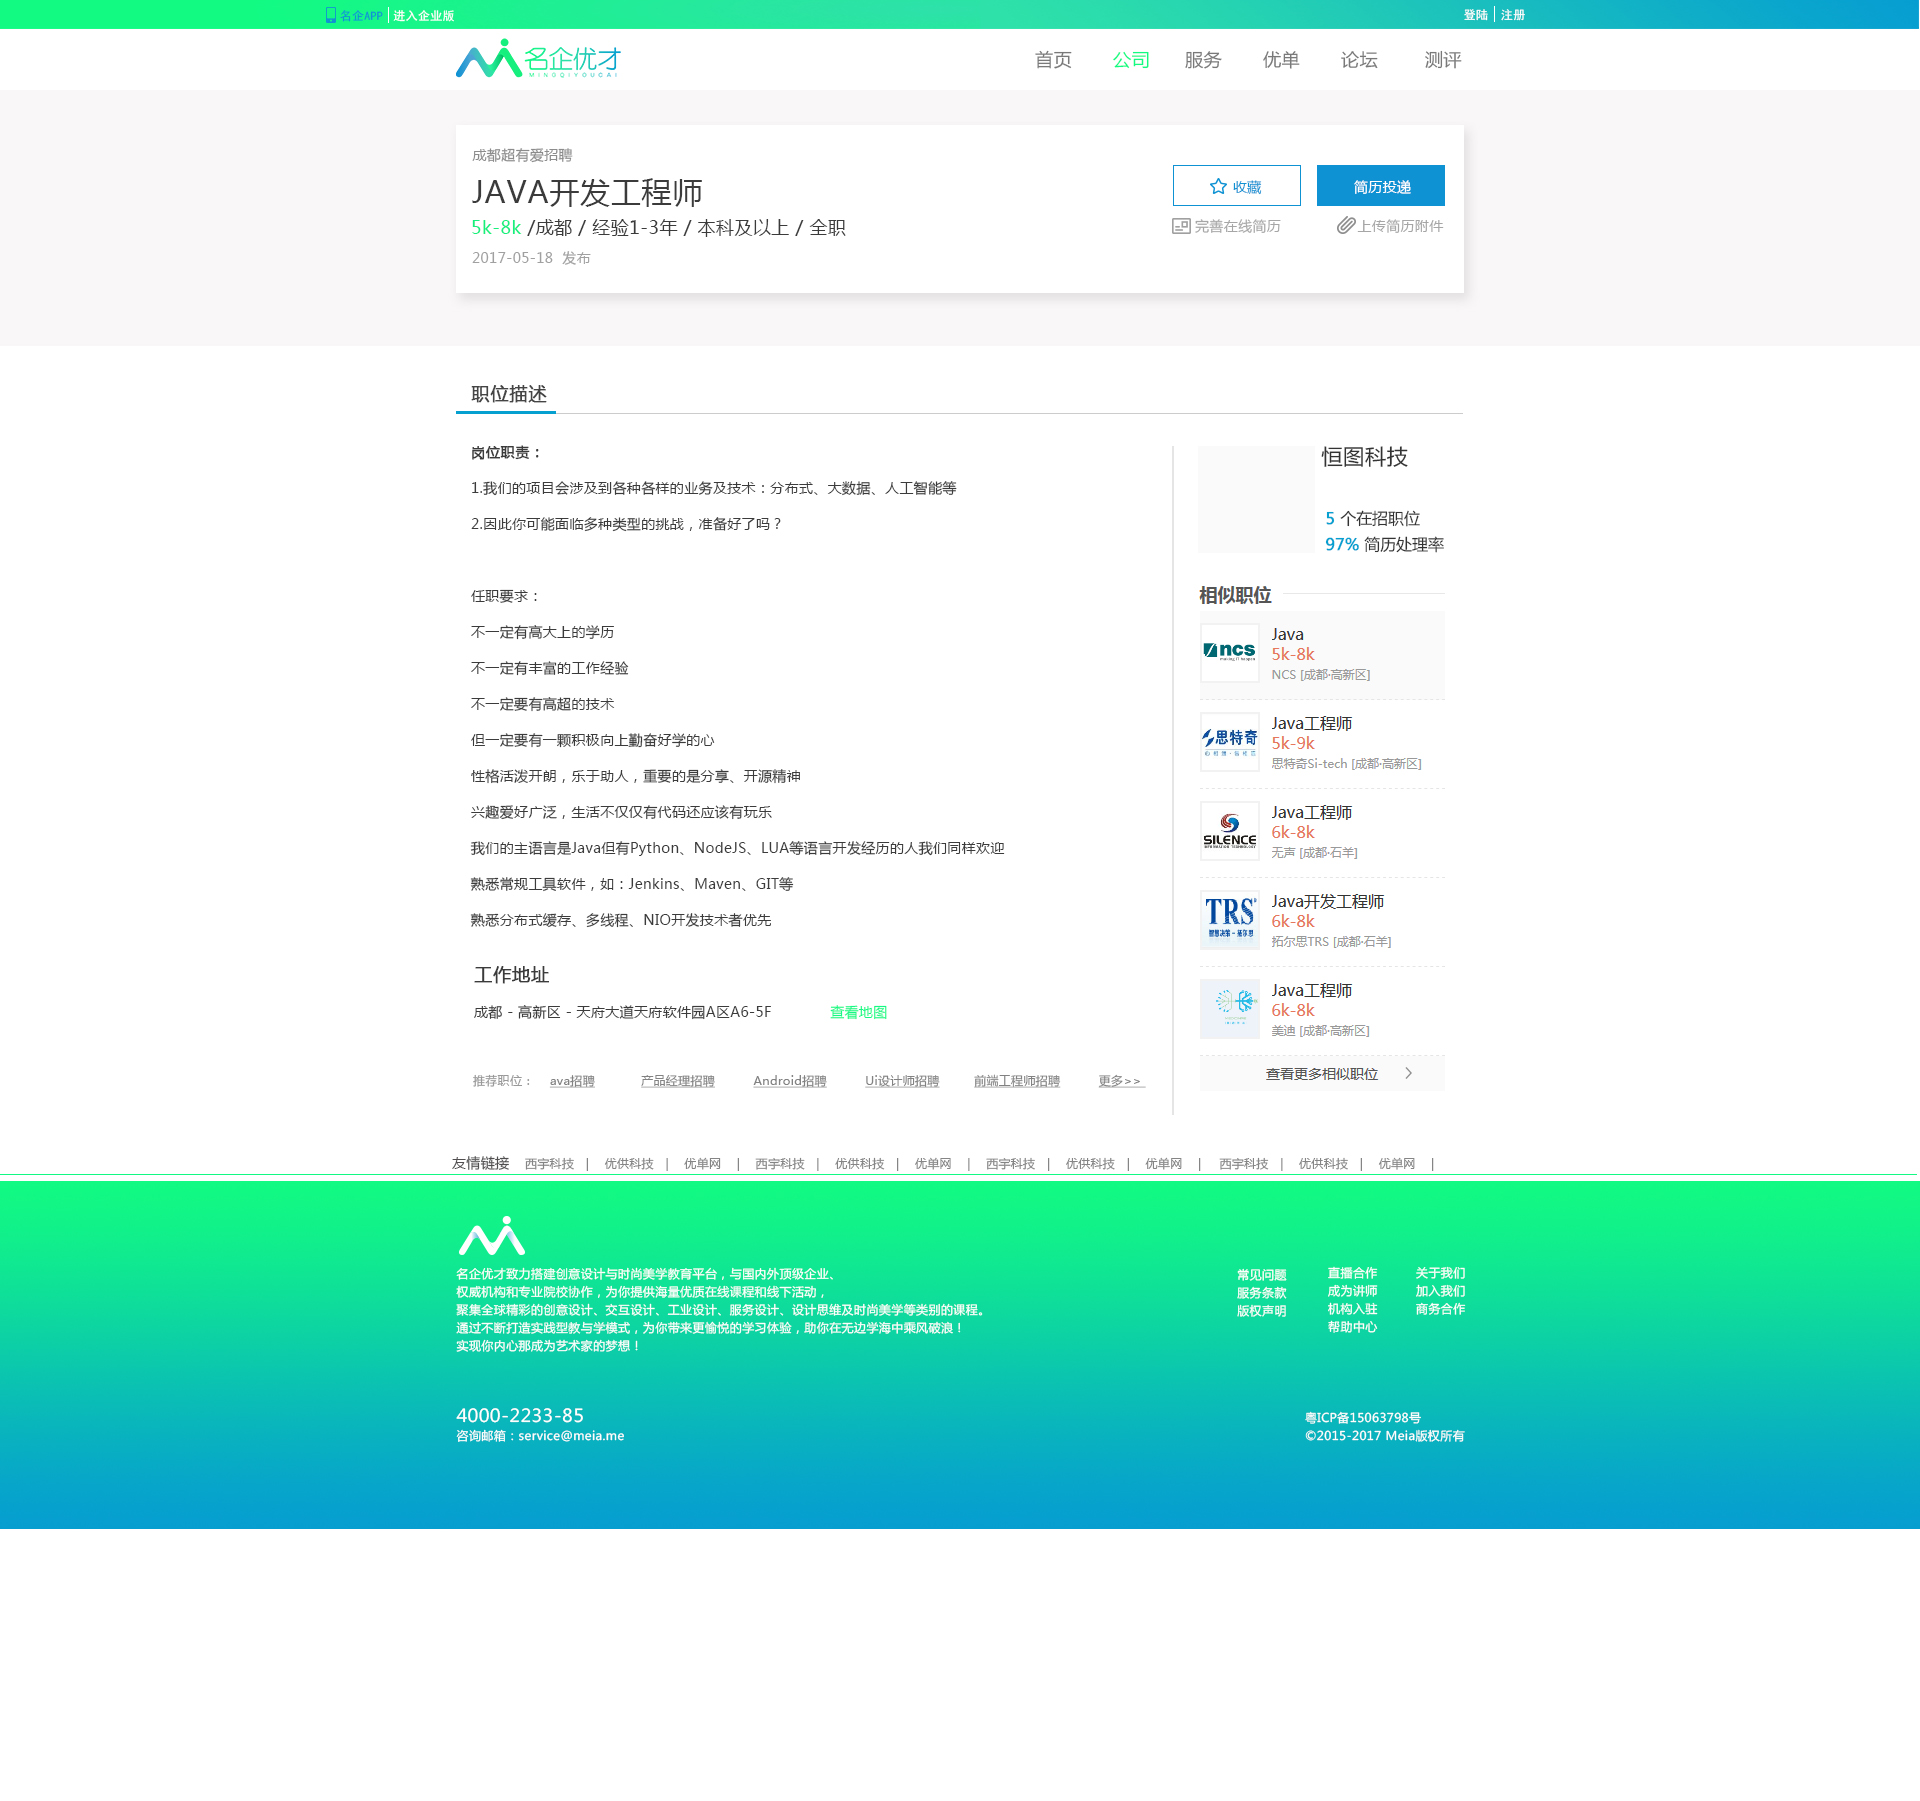 名企APP 进入企业版 登陆 注册
名企优才 首页 公司 服务 优单 论坛 测评
MINGQIYOUCAI
成都超有爱招聘
JAVA开发工程师
收藏 简历投递
5k-8k /成都 / 经验1-3年 / 本科及以上 / 全职
完善在线简历 上传简历附件
2017-05-18 发布
职位描述
岗位职责：
1.我们的项目会涉及到各种各样的业务及技术：分布式、大数据、人工智能等
2.因此你可能面临多种类型的挑战，准备好了吗？
任职要求：
不一定有高大上的学历
不一定有丰富的工作经验
不一定要有高超的技术
但一定要有一颗积极向上勤奋好学的心
性格活泼开朗，乐于助人，重要的是分享、开源精神
兴趣爱好广泛，生活不仅仅有代码还应该有玩乐
我们的主语言是Java但有Python、NodeJS、LUA等语言开发经历的人我们同样欢迎
熟悉常规工具软件，如：Jenkins、Maven、GIT等
熟悉分布式缓存、多线程、NIO开发技术者优先
工作地址
成都 - 高新区 - 天府大道天府软件园A区A6-5F 查看地图
推荐职位： ava招聘 产品经理招聘 Android招聘 Ui设计师招聘 前端工程师招聘 更多>>
恒图科技
5 个在招职位
97% 简历处理率
相似职位
ncs
Java
5k-8k
NCS [成都·高新区]
思特奇
Java工程师
5k-9k
思特奇Si-tech [成都·高新区]
SILENCE
Java工程师
6k-8k
无声 [成都·石羊]
TRS
Java开发工程师
6k-8k
拓尔思TRS [成都·石羊]
Java工程师
6k-8k
美迪 [成都·高新区]
查看更多相似职位
友情链接 西宇科技 | 优供科技 | 优单网 | 西宇科技 | 优供科技 | 优单网 | 西宇科技 | 优供科技 | 优单网 | 西宇科技 | 优供科技 | 优单网 |
名企优才致力搭建创意设计与时尚美学教育平台，与国内外顶级企业、
权威机构和专业院校协作，为你提供海量优质在线课程和线下活动，
聚集全球精彩的创意设计、交互设计、工业设计、服务设计、设计思维及时尚美学等类别的课程。
通过不断打造实践型教与学模式，为你带来更愉悦的学习体验，助你在无边学海中乘风破浪！
实现你内心那成为艺术家的梦想！
常见问题
服务条款
版权声明
直播合作
成为讲师
机构入驻
帮助中心
关于我们
加入我们
商务合作
4000-2233-85
咨询邮箱：service@meia.me
粤ICP备15063798号
©2015-2017 Meia版权所有